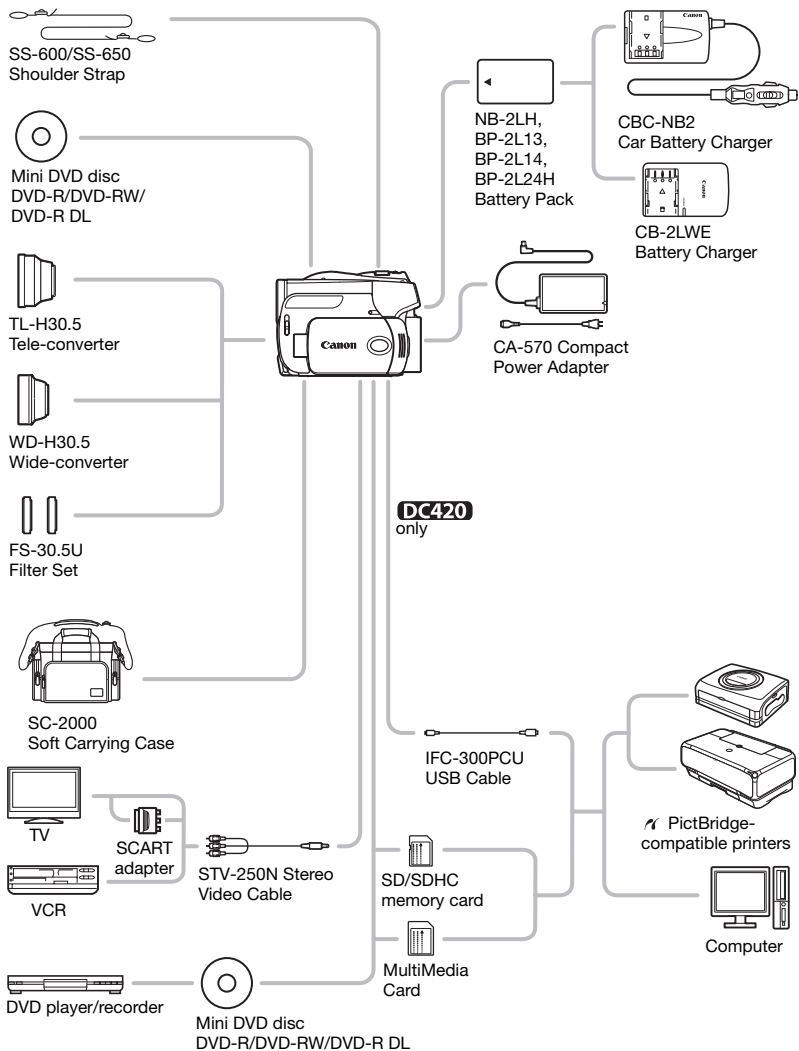 SS-600/SS-650
Shoulder Strap
Mini DVD disc
DVD-R/DVD-RW/
DVD-R DL
TL-H30.5
Tele-converter
WD-H30.5
Wide-converter
FS-30.5U
Filter Set
SC-2000
Soft Carrying Case
TV
SCART
adapter
VCR
STV-250N Stereo
Video Cable
DVD player/recorder
Mini DVD disc
DVD-R/DVD-RW/DVD-R DL
Canon
NB-2LH,
BP-2L13,
BP-2L14,
BP-2L24H
Battery Pack
Canon
CBC-NB2
Car Battery Charger
Canon
CB-2LWE
Battery Charger
CA-570 Compact
Power Adapter
DC420
only
IFC-300PCU
USB Cable
SD/SDHC
memory card
MultiMedia
Card
PictBridge-
compatible printers
Computer